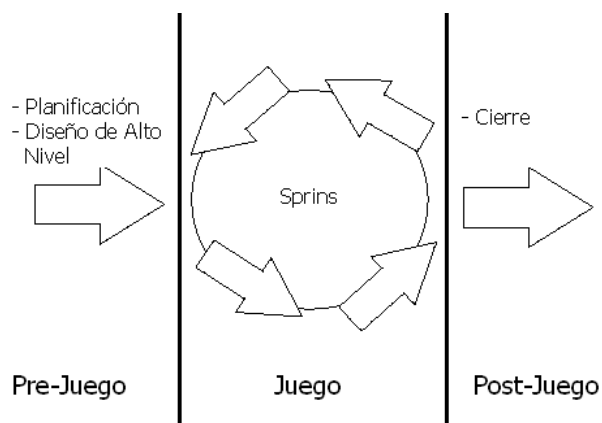 - Planificación
- Diseño de Alto
Nivel
Sprins
- Cierre
Pre-Juego
Juego
Post-Juego